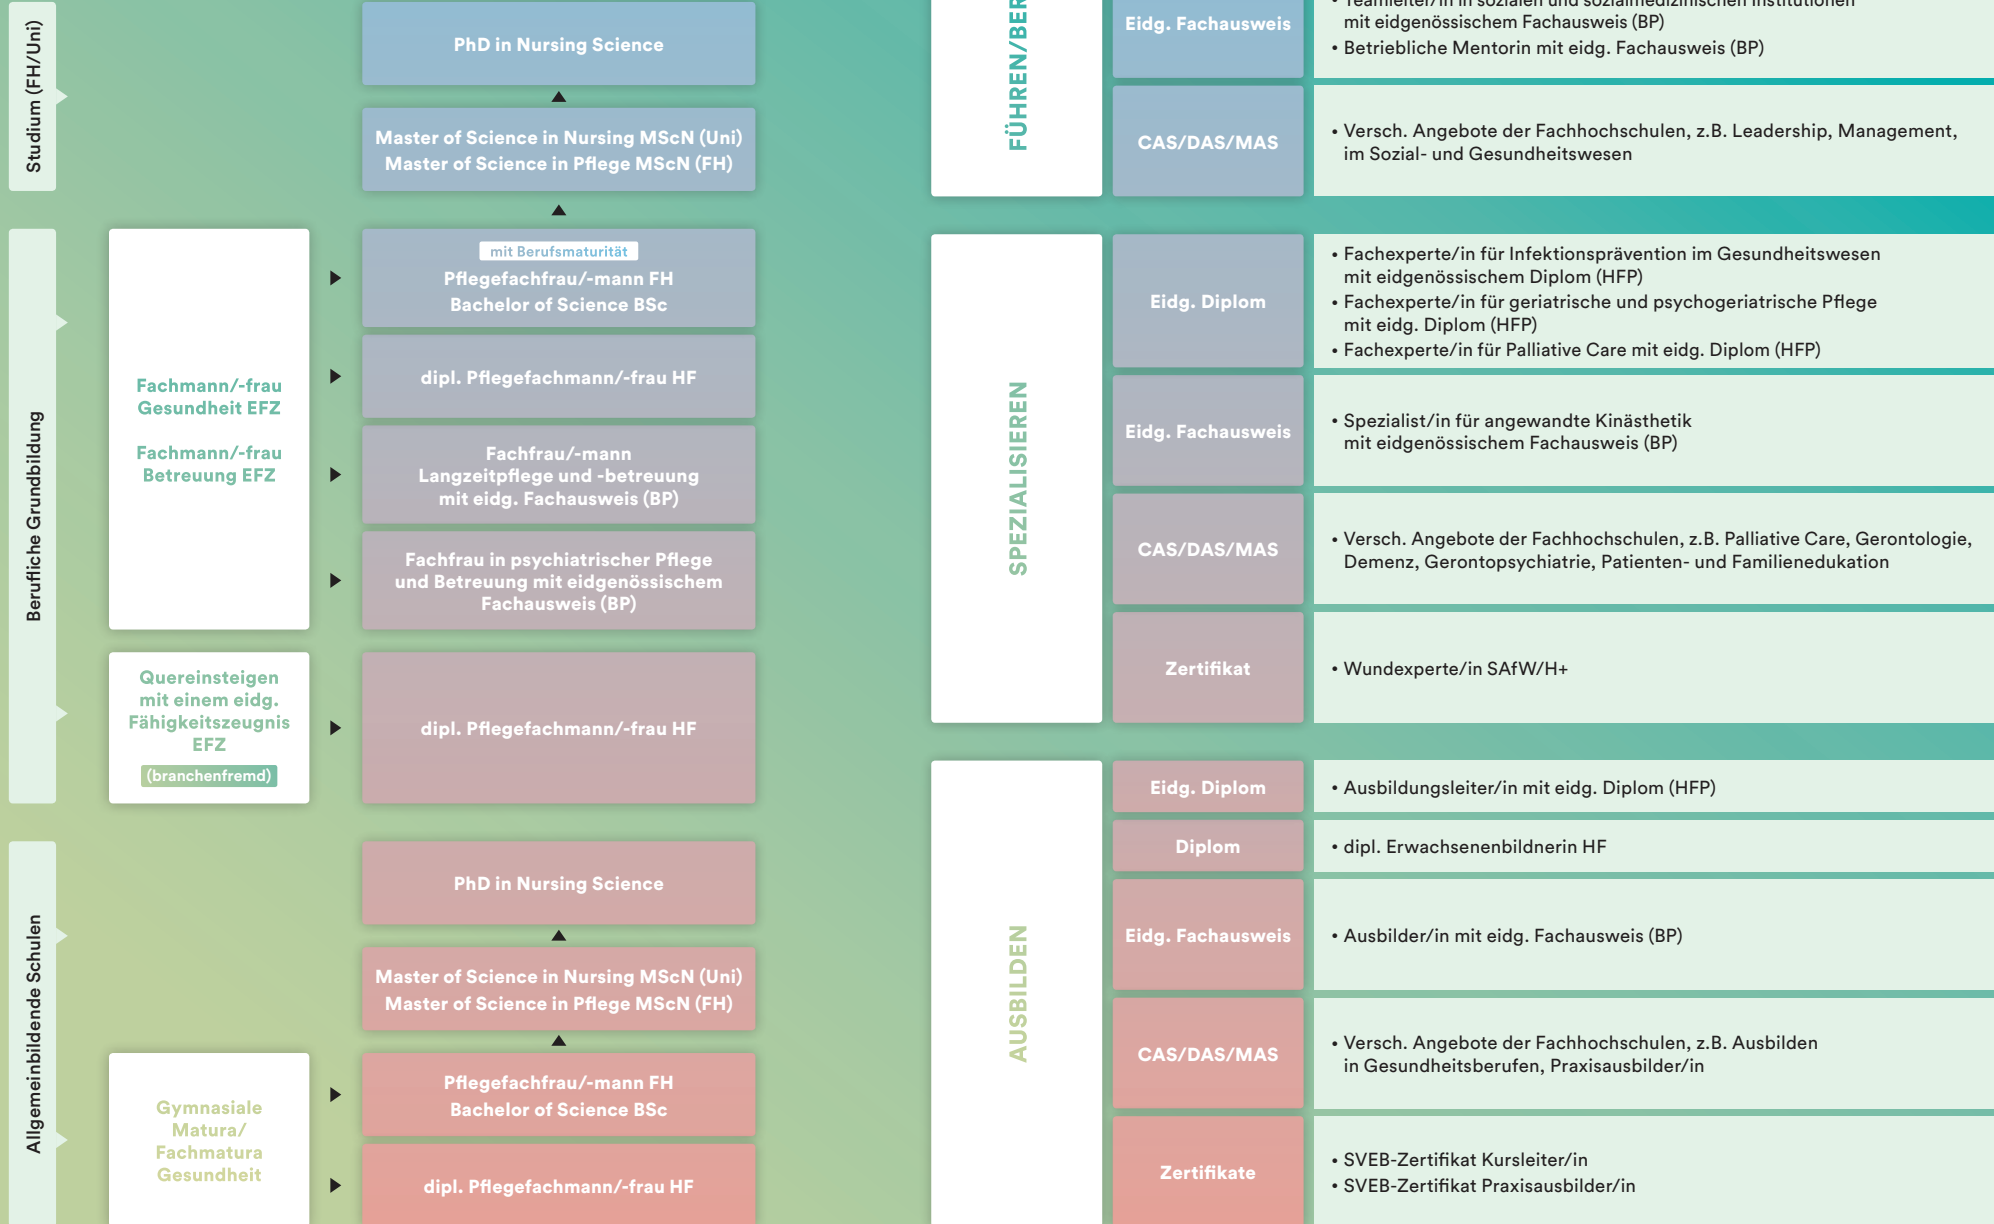 Studium (FH/Uni)
PhD in Nursing Science
Master of Science in Nursing MScN (Uni)
Master of Science in Pflege MScN (FH)
Berufliche Grundbildung
Fachmann/-frau
Gesundheit EFZ
Fachmann/-frau
Betreuung EFZ
mit Berufsmaturität
Pflegefachfrau/-mann FH
Bachelor of Science BSc
dipl. Pflegefachmann/-frau HF
Fachfrau/-mann
Langzeitpflege und -betreuung
mit eidg. Fachausweis (BP)
Fachfrau in psychiatrischer Pflege
und Betreuung mit eidgenössischem
Fachausweis (BP)
Quereinsteigen
mit einem eidg.
Fähigkeitszeugnis
EFZ
(branchenfremd)
dipl. Pflegefachmann/-frau HF
Allgemeinbildende Schulen
PhD in Nursing Science
Master of Science in Nursing MScN (Uni)
Master of Science in Pflege MScN (FH)
Gymnasiale
Matura/
Fachmatura
Gesundheit
Pflegefachfrau/-mann FH
Bachelor of Science BSc
dipl. Pflegefachmann/-frau HF
FÜHREN/BER
Eidg. Fachausweis
• Teamleiter/in in sozialen und sozialmedizinischen Institutionen
mit eidgenössischem Fachausweis (BP)
• Betriebliche Mentorin mit eidg. Fachausweis (BP)
CAS/DAS/MAS
• Versch. Angebote der Fachhochschulen, z.B. Leadership, Management,
im Sozial- und Gesundheitswesen
SPEZIALISIEREN
Eidg. Diplom
• Fachexperte/in für Infektionsprävention im Gesundheitswesen
mit eidgenössischem Diplom (HFP)
• Fachexperte/in für geriatrische und psychogeriatrische Pflege
mit eidg. Diplom (HFP)
• Fachexperte/in für Palliative Care mit eidg. Diplom (HFP)
Eidg. Fachausweis
• Spezialist/in für angewandte Kinästhetik
mit eidgenössischem Fachausweis (BP)
CAS/DAS/MAS
• Versch. Angebote der Fachhochschulen, z.B. Palliative Care, Gerontologie,
Demenz, Gerontopsychiatrie, Patienten- und Familienedukation
Zertifikat
• Wundexperte/in SAfW/H+
AUSBILDEN
Eidg. Diplom
• Ausbildungsleiter/in mit eidg. Diplom (HFP)
Diplom
• dipl. Erwachsenenbildnerin HF
Eidg. Fachausweis
• Ausbilder/in mit eidg. Fachausweis (BP)
CAS/DAS/MAS
• Versch. Angebote der Fachhochschulen, z.B. Ausbilden
in Gesundheitsberufen, Praxisausbilder/in
Zertifikate
• SVEB-Zertifikat Kursleiter/in
• SVEB-Zertifikat Praxisausbilder/in